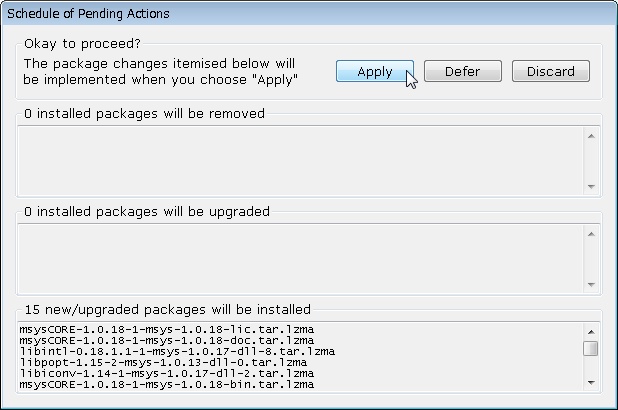 Schedule of Pending Actions
Okay to proceed?
The package changes itemised below will
be implemented when you choose "Apply"
Apply
Defer
Discard
0 installed packages will be removed
0 installed packages will be upgraded
15 new/upgraded packages will be installed
msysCORE-1.0.18-1-msys-1.0.18-lic.tar.lzma
msysCORE-1.0.18-1-msys-1.0.18-doc.tar.lzma
libintl-0.18.1.1-1-msys-1.0.17-dll-8.tar.lzma
libpopt-1.15-2-msys-1.0.13-dll-0.tar.lzma
libiconv-1.14-1-msys-1.0.17-dll-2.tar.lzma
msysCORE-1.0.18-1-msys-1.0.18-bin.tar.lzma